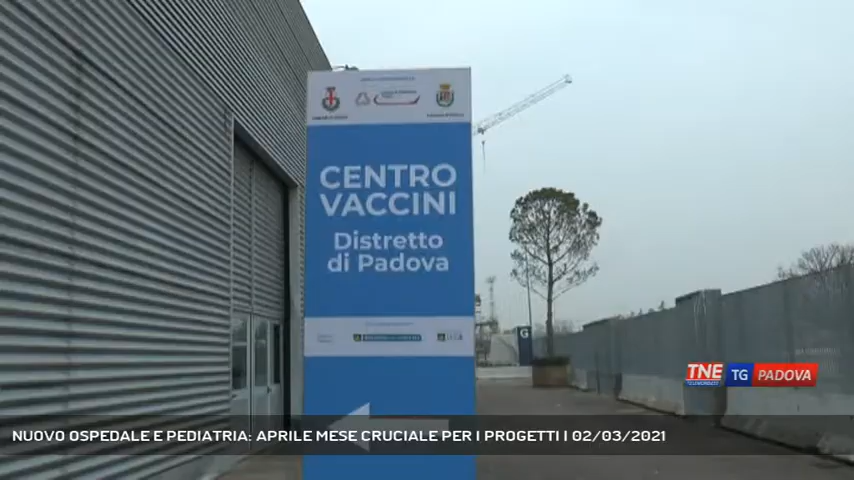 CENTRO
VACCINI
Distretto
di Padova
G
TNE
TELENORDEST
TG PADOVA
NUOVO OSPEDALE E PEDIATRIA: APRILE MESE CRUCIALE PER I PROGETTI | 02/03/2021